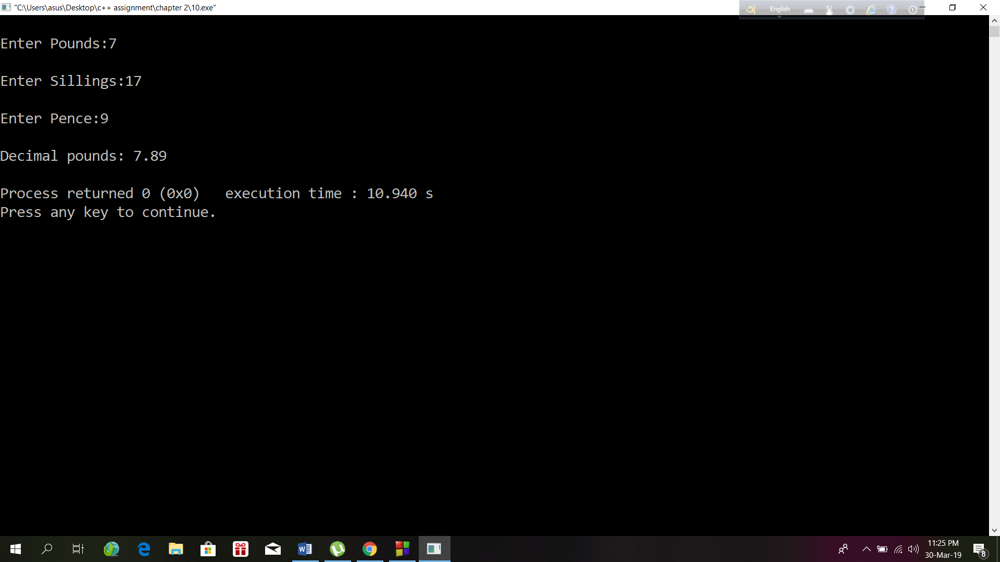 "C:\Users\asus\Desktop\c++ assignment\chapter 2\10.exe"
English
Enter Pounds:7
Enter Sillings:17
Enter Pence:9
Decimal pounds: 7.89
Process returned 0 (0x0)   execution time : 10.940 s
Press any key to continue.
11:25 PM
30-Mar-19
8